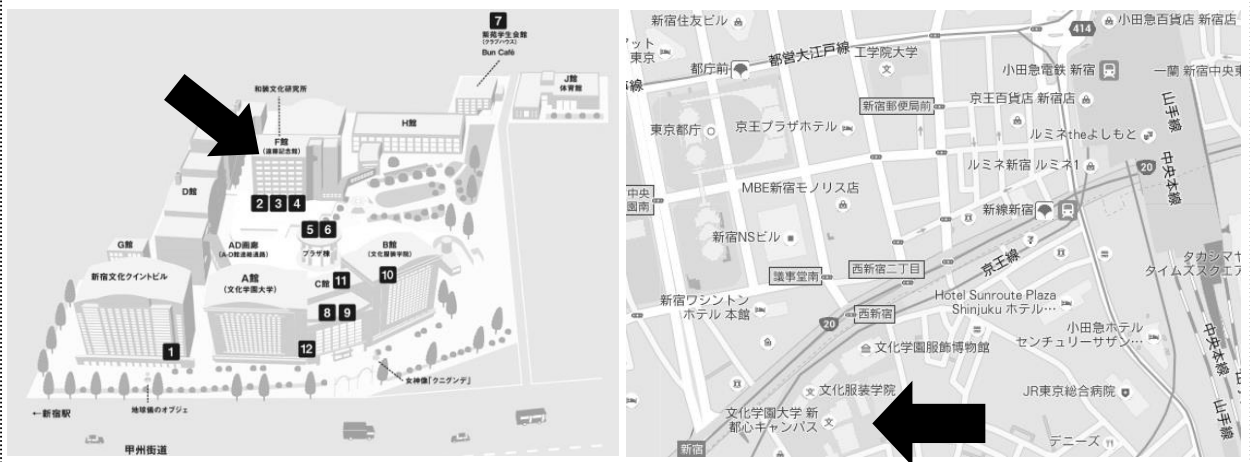 7
紫苑学生会館
(クラブハウス)
Bun Café
J館
体育館
和装文化研究所
H館
F館
(遠藤記念館)
D館
2 3 4
5 6
プラザ棟
AD画廊
(A・D館連絡通路)
G館
B館
(文化服装学院)
10
新宿文化クイントビル
A館
(文化学園大学)
C館
11
8 9
1
12
女神像「クニグンデ」
地球儀のオブジェ
←新宿駅
甲州街道
新宿住友ビル
小田急百貨店 新宿店
414
都営大江戸線
工学院大学
東京
都庁前
小田急電鉄 新宿
一蘭 新宿中央東
新宿郵便局前
京王百貨店 新宿店
山手線
東京都庁
京王プラザホテル
ルミネtheよしもと
中央本線
ルミネ新宿 ルミネ1
20
中央
園南
MBE新宿モノリス店
新線新宿
新宿NSビル
京王線
タカシマヤ
タイムズスクエア
議事堂南
西新宿二丁目
新宿ワシントン
ホテル 本館
Hotel Sunroute Plaza
Shinjuku ホテル…
西新宿
20
小田急ホテル
センチュリーサザン…
文化学園服飾博物館
中央本線
文化服装学院
JR東京総合病院
文化学園大学 新
都心キャンパス
山手線
新宿
デニーズ